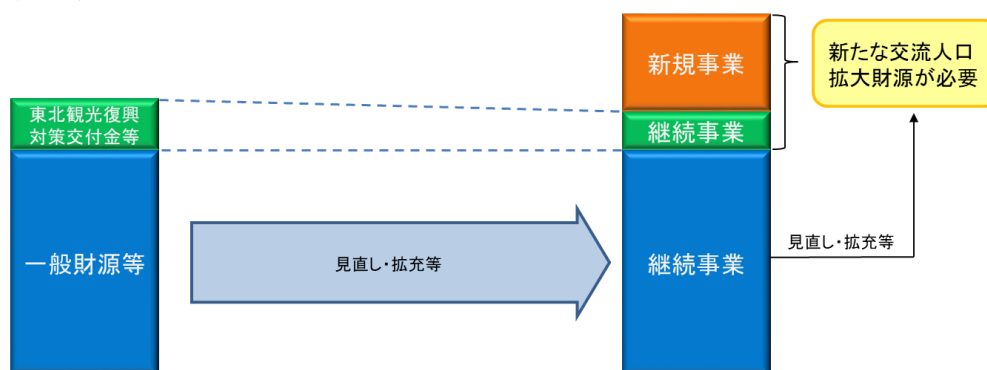 東北観光復興
対策交付金等
一般財源等
見直し・拡充等
新規事業
継続事業
継続事業
新たな交流人口
拡大財源が必要
見直し・拡充等